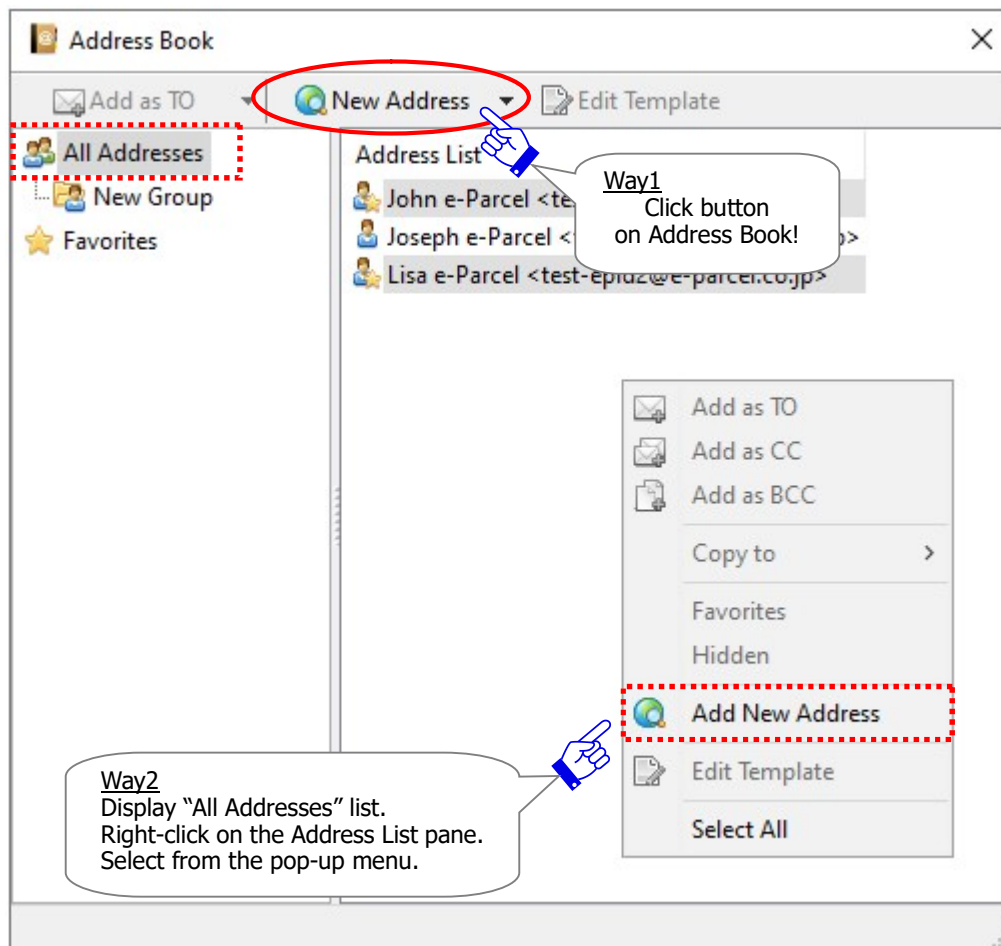 Address Book
Add as TO
New Address
Edit Template
All Addresses
New Group
Favorites
Address List
John e-Parcel <te
Joseph e-Parcel <
Lisa e-Parcel <test-epid2@e-parcel.co.jp>
Way1
Click button
on Address Book!
Add as TO
Add as CC
Add as BCC
Copy to
Favorites
Hidden
Add New Address
Edit Template
Select All
Way2
Display “All Addresses” list.
Right-click on the Address List pane.
Select from the pop-up menu.